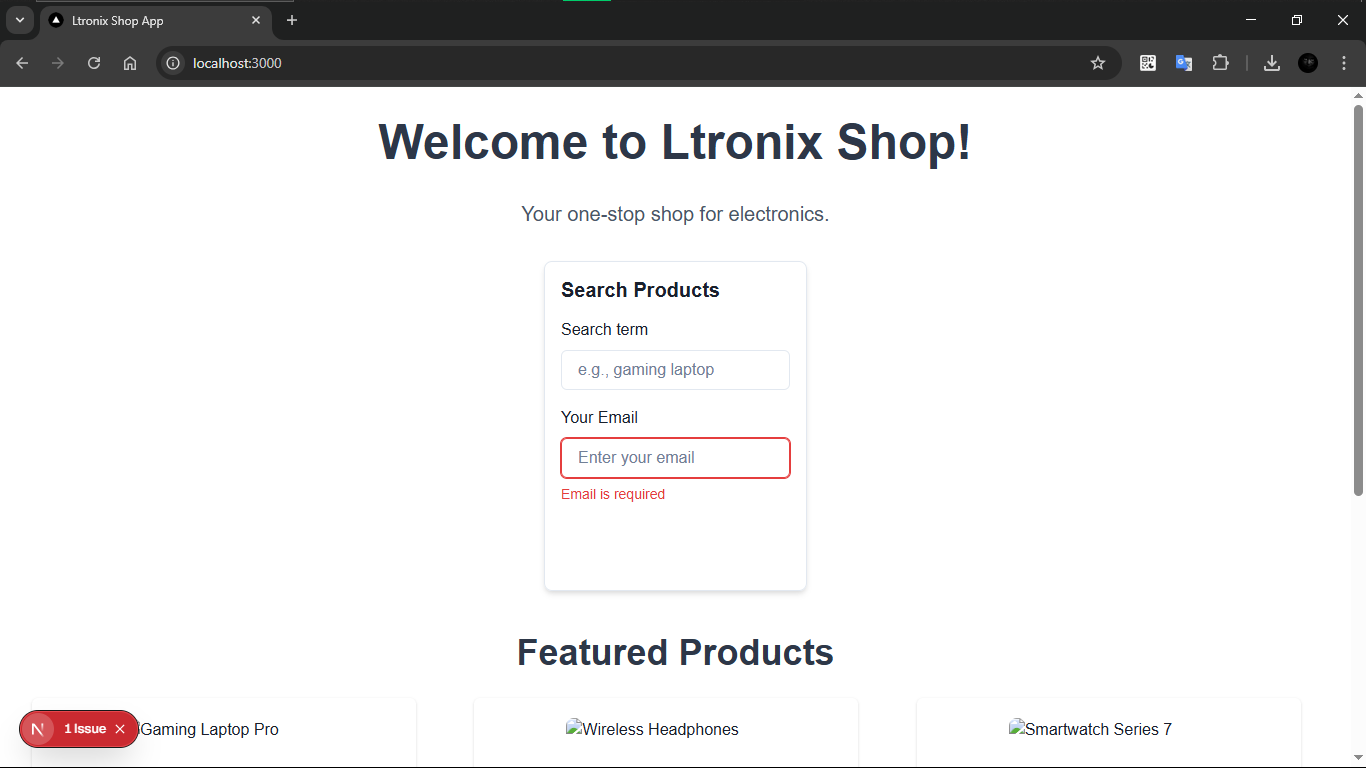 Ltronix Shop App
localhost:3000
Welcome to Ltronix Shop!
Your one-stop shop for electronics.
Search Products
Search term
e.g., gaming laptop
Your Email
Enter your email
Email is required
Featured Products
N 1 Issue
Gaming Laptop Pro
Wireless Headphones
Smartwatch Series 7